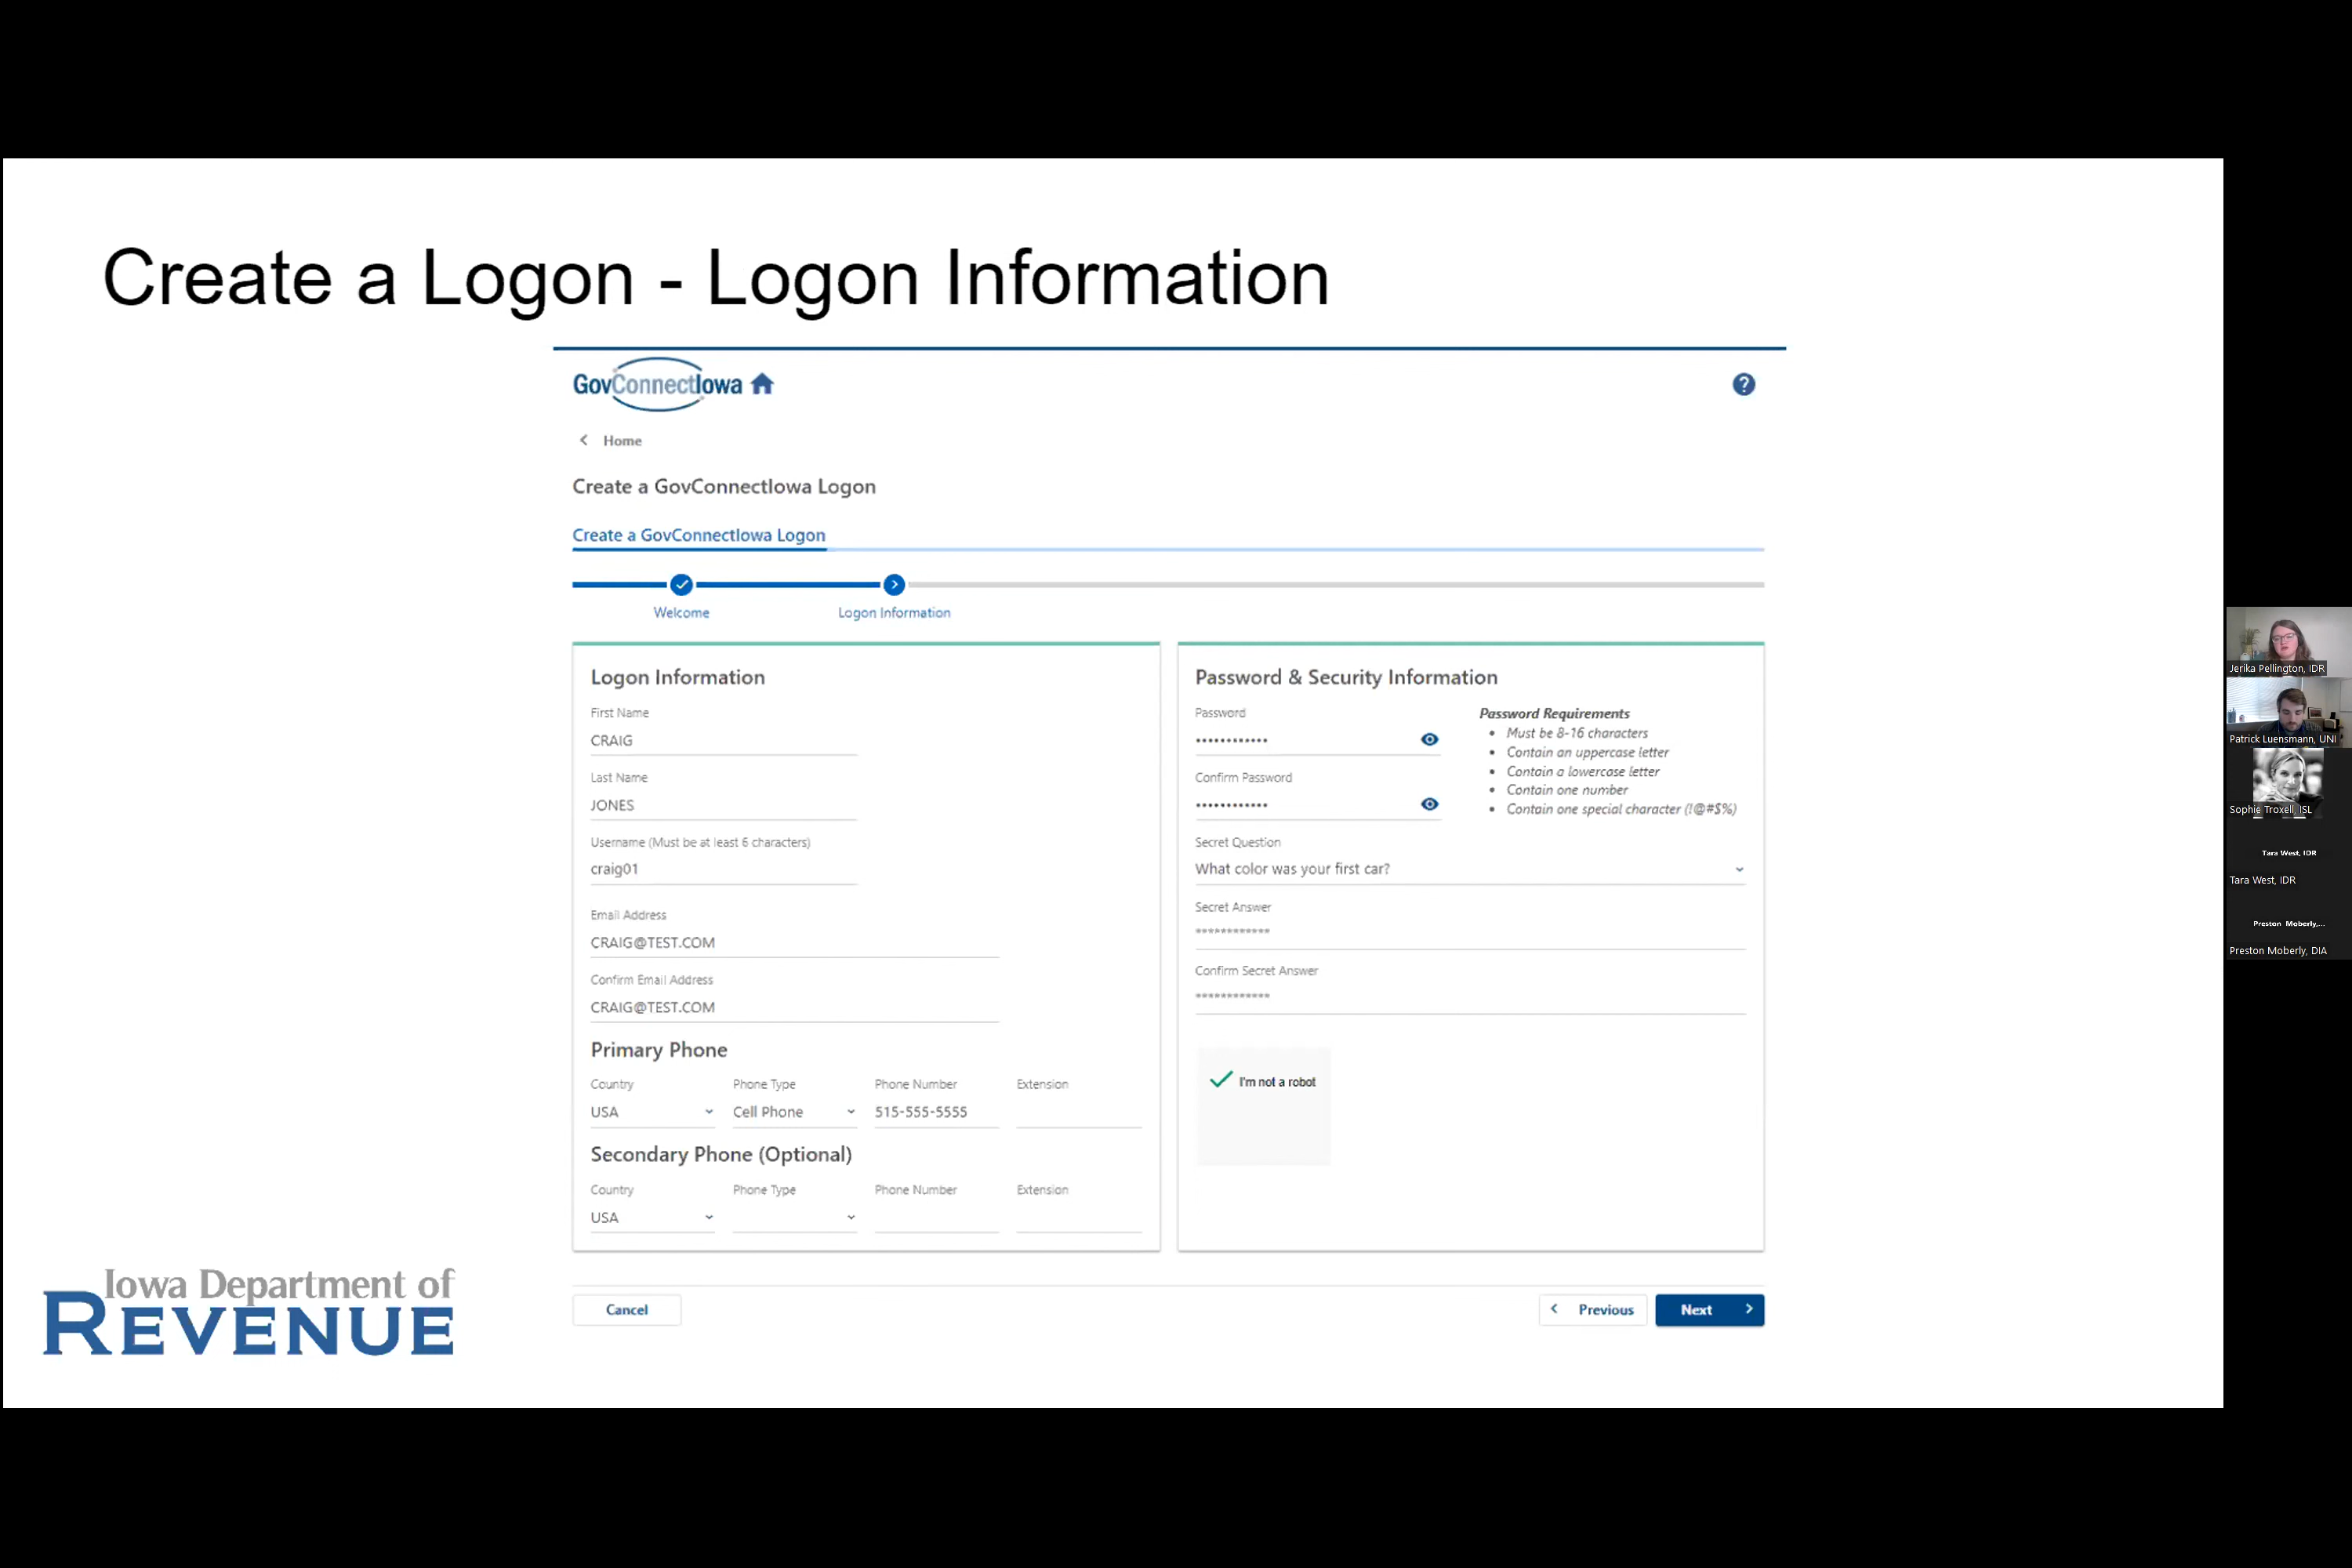 Create a Logon - Logon Information
GovConnectIowa
Home
Create a GovConnectIowa Logon
Create a GovConnectIowa Logon
Welcome
Logon Information
Logon Information
First Name
CRAIG
Last Name
JONES
Username (Must be at least 6 characters)
craig01
Email Address
CRAIG@TEST.COM
Confirm Email Address
CRAIG@TEST.COM
Primary Phone
Country Phone Type Phone Number Extension
USA Cell Phone 515-555-5555
Secondary Phone (Optional)
Country Phone Type Phone Number Extension
USA
Password & Security Information
Password
••••••••••••
Confirm Password
••••••••••••
Password Requirements
• Must be 8-16 characters
• Contain an uppercase letter
• Contain a lowercase letter
• Contain one number
• Contain one special character (!@#$%)
Secret Question
What color was your first car?
Secret Answer
************
Confirm Secret Answer
************
I'm not a robot
Cancel
Previous
Next
Iowa Department of
REVENUE
Jerika Pellington, IDR
Patrick Luensmann, UNI
Sophie Troxell, ISL
Tara West, IDR
Tara West, IDR
Preston Moberly,...
Preston Moberly, DIA